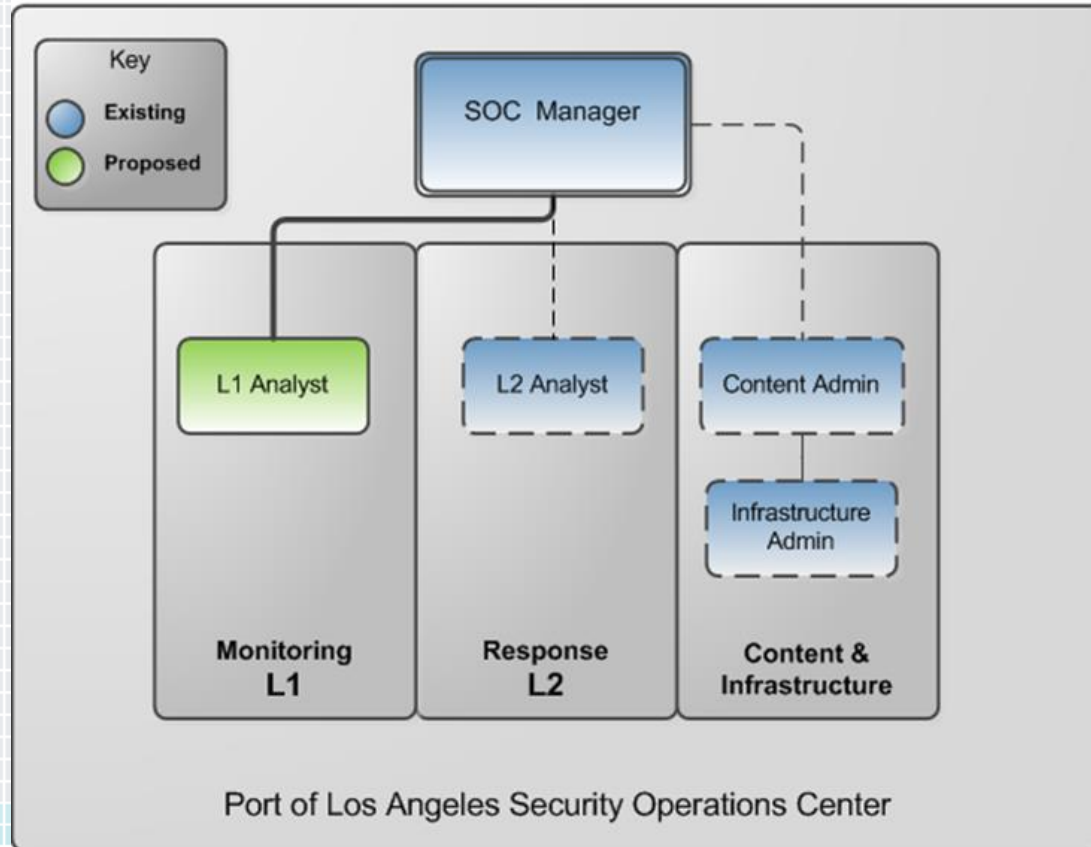 Key
Existing
Proposed
SOC Manager
L1 Analyst
L2 Analyst
Content Admin
Infrastructure
Admin
Monitoring
L1
Response
L2
Content &
Infrastructure
Port of Los Angeles Security Operations Center